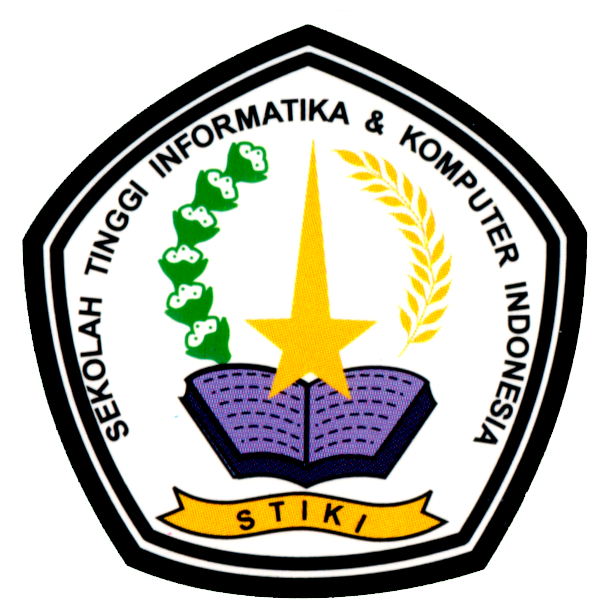 SEKOLAH TINGGI INFORMATIKA & KOMPUTER INDONESIA
STIKI